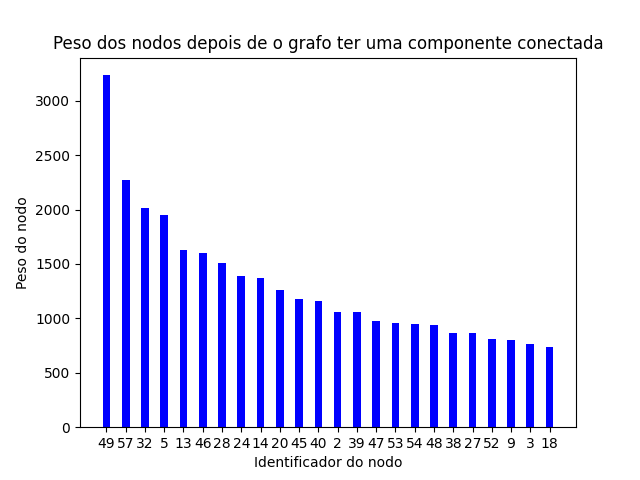 Peso dos nodos depois de o grafo ter uma componente conectada
3000
2500
2000
1500
1000
500
0
Peso do nodo
49 57 32 5 13 46 28 24 14 20 45 40 2 39 47 53 54 48 38 27 52 9 3 18
Identificador do nodo